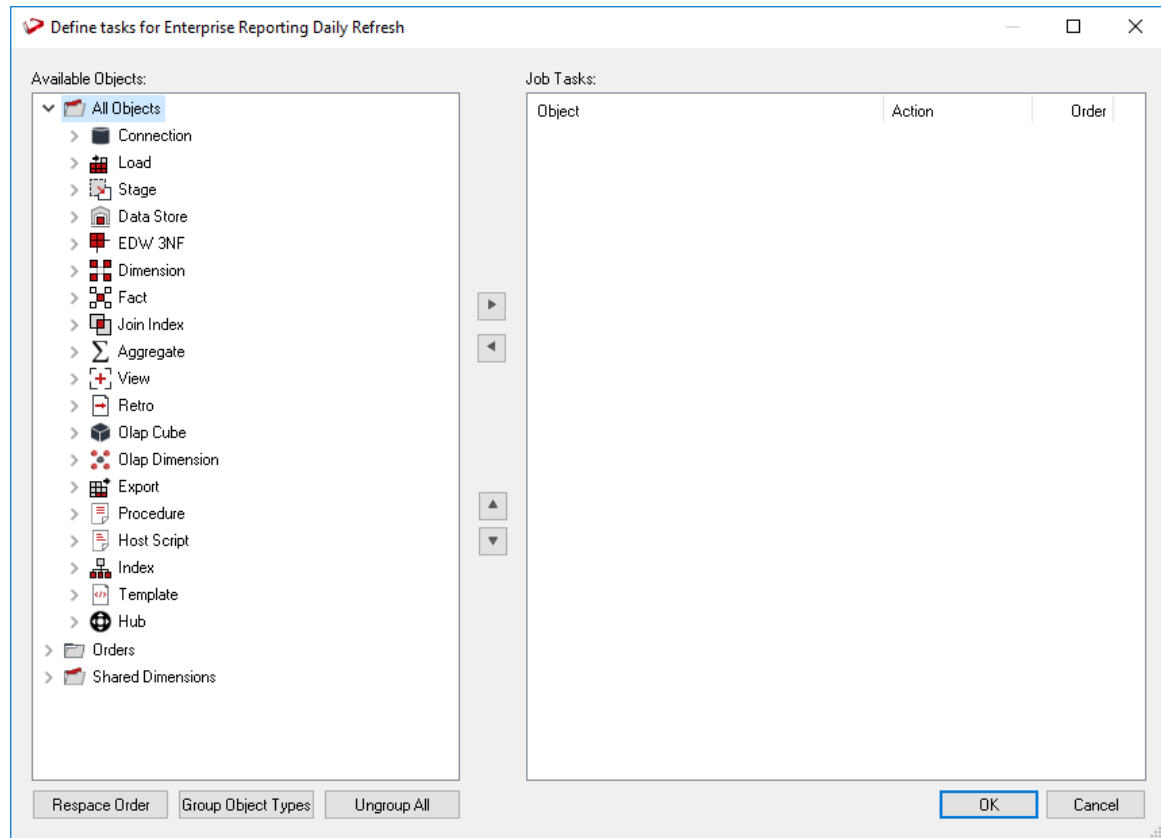 Define tasks for Enterprise Reporting Daily Refresh
Available Objects:
Job Tasks:
All Objects
Connection
Load
Stage
Data Store
EDW 3NF
Dimension
Fact
Join Index
Aggregate
View
Retro
Olap Cube
Olap Dimension
Export
Procedure
Host Script
Index
Template
Hub
Orders
Shared Dimensions
Object Action Order
Respace Order Group Object Types Ungroup All
OK Cancel